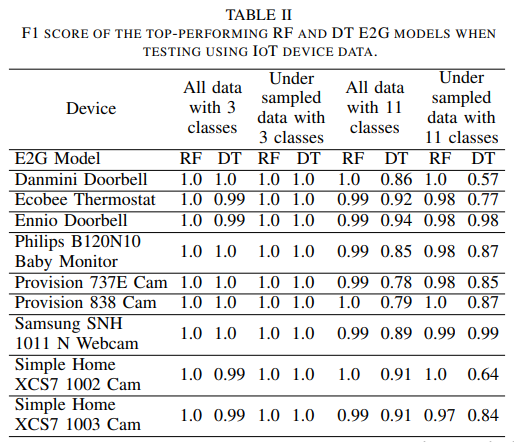 TABLE II
F1 SCORE OF THE TOP-PERFORMING RF AND DT E2G MODELS WHEN
TESTING USING IOT DEVICE DATA.
Device All data with 3 classes Under sampled data with 3 classes All data with 11 classes Under sampled data with 11 classes
E2G Model RF DT RF DT RF DT RF DT
Danmini Doorbell 1.0 1.0 1.0 1.0 1.0 0.86 1.0 0.57
Ecobee Thermostat 1.0 0.99 1.0 1.0 0.99 0.92 0.98 0.77
Ennio Doorbell 1.0 0.99 1.0 1.0 0.99 0.94 0.98 0.98
Philips B120N10
Baby Monitor 1.0 1.0 1.0 1.0 0.99 0.85 0.98 0.87
Provision 737E Cam 1.0 1.0 1.0 1.0 0.99 0.78 0.98 0.85
Provision 838 Cam 1.0 1.0 1.0 1.0 1.0 0.79 1.0 0.87
Samsung SNH
1011 N Webcam 1.0 1.0 1.0 1.0 0.99 0.89 0.99 0.99
Simple Home
XCS7 1002 Cam 1.0 0.99 1.0 1.0 1.0 0.91 1.0 0.64
Simple Home
XCS7 1003 Cam 1.0 0.99 1.0 1.0 0.99 0.91 0.97 0.84